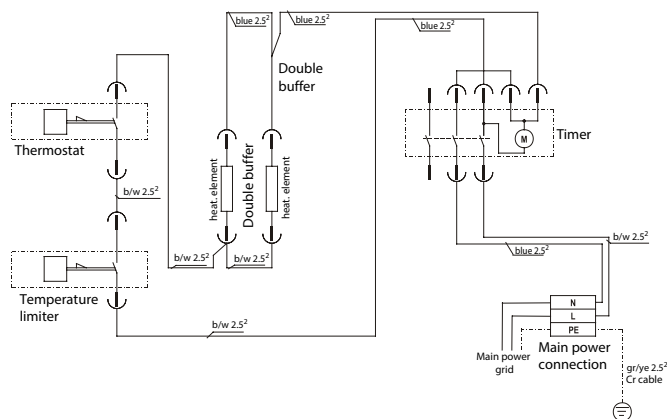 blue 2.5²
blue 2.5²
blue 2.5²
Double
buffer
Thermostat
M
Timer
heat. element
Double buffer
heat. element
b/w 2.5²
b/w 2.5²
b/w 2.5²
b/w 2.5²
blue 2.5²
Temperature
limiter
b/w 2.5²
N
L
PE
Main power
grid
Main power
connection
gr/ye 2.5²
Cr cable